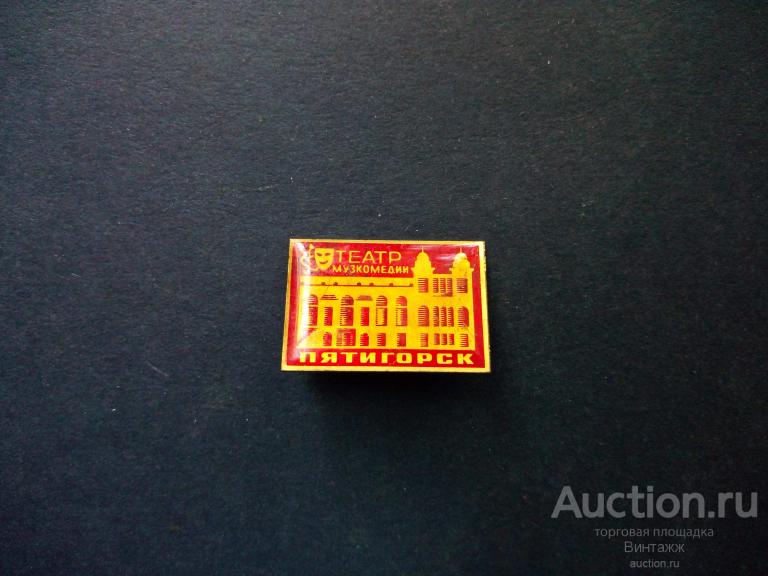 ТЕАТР
МУЗКОМЕДИИ
ПЯТИГОРСК
Auction.ru
торговая площадка
Винтажж
auction.ru